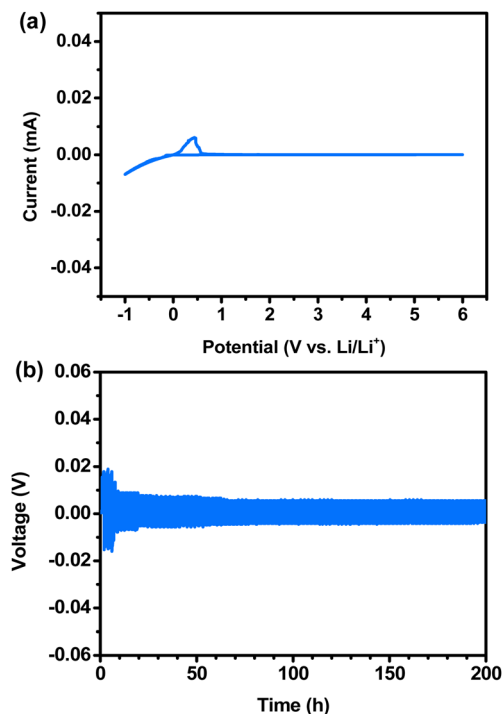 (a)
0.04
0.02
0.00
-0.02
-0.04
Current (mA)
-1 0 1 2 3 4 5 6
Potential (V vs. Li/Li⁺)
(b)
0.06
0.04
0.02
0.00
-0.02
-0.04
-0.06
Voltage (V)
0 50 100 150 200
Time (h)